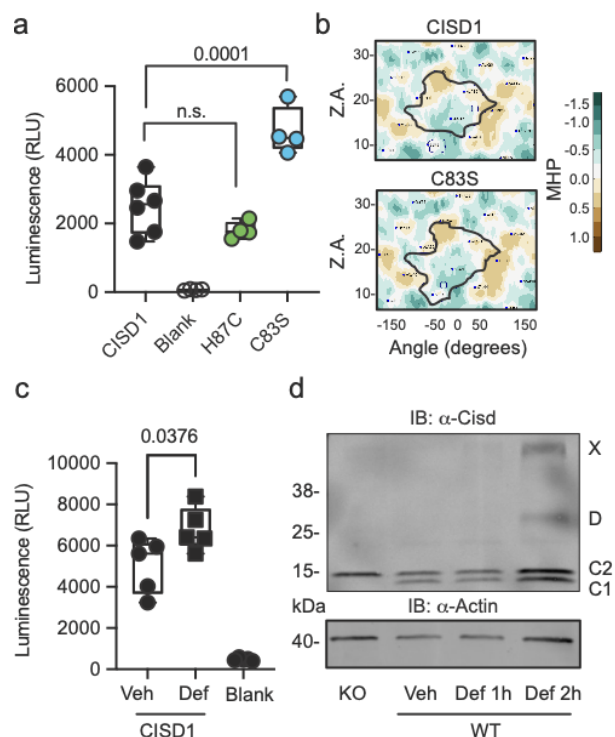 a
0.0001
n.s.
Luminescence (RLU)
6000
4000
2000
0
CISD1
Blank
H87C
C83S
b
CISD1
Z.A.
30
20
10
C83S
Z.A.
30
20
10
-150
-50
0
50
150
Angle (degrees)
MHP
-1.5
-1.0
-0.5
0.0
0.5
1.0
c
0.0376
Luminescence (RLU)
10000
8000
6000
4000
2000
0
Veh
Def
Blank
CISD1
d
IB: α-Cisd
38-
25-
15-
kDa
X
D
C2
C1
IB: α-Actin
40-
KO
Veh
Def 1h
Def 2h
WT